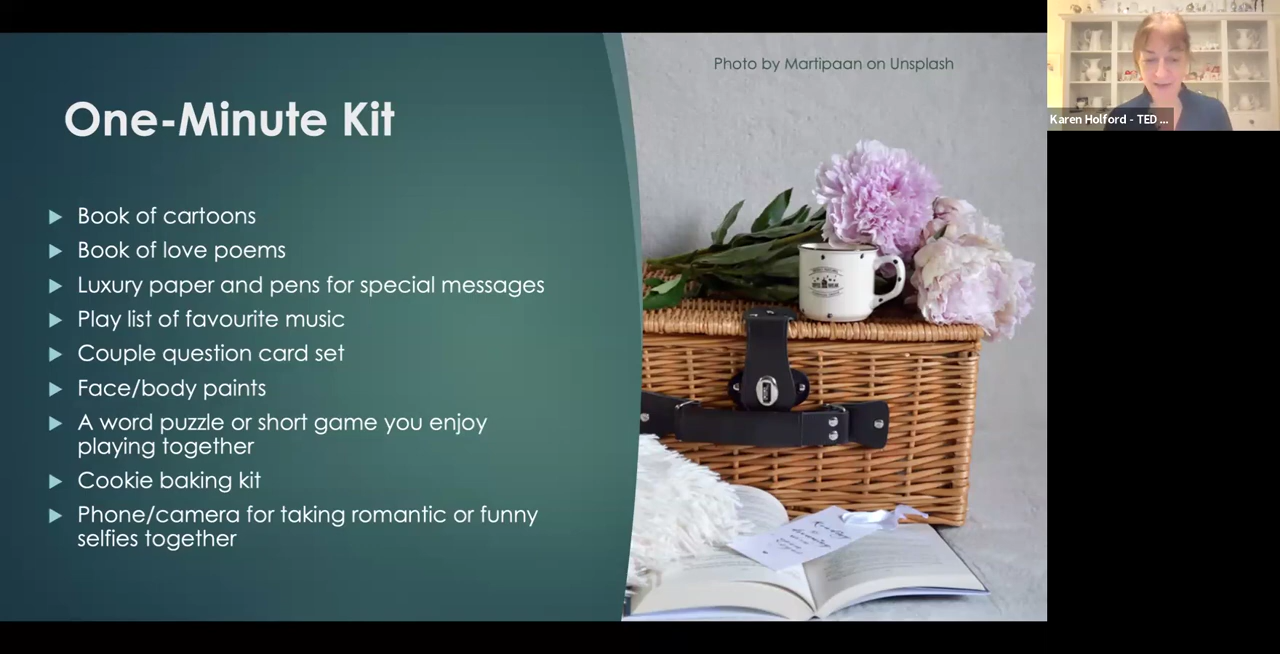 Photo by Martipaan on Unsplash
Karen Holford - TED ...
One-Minute Kit
Book of cartoons
Book of love poems
Luxury paper and pens for special messages
Play list of favourite music
Couple question card set
Face/body paints
A word puzzle or short game you enjoy
playing together
Cookie baking kit
Phone/camera for taking romantic or funny
selfies together